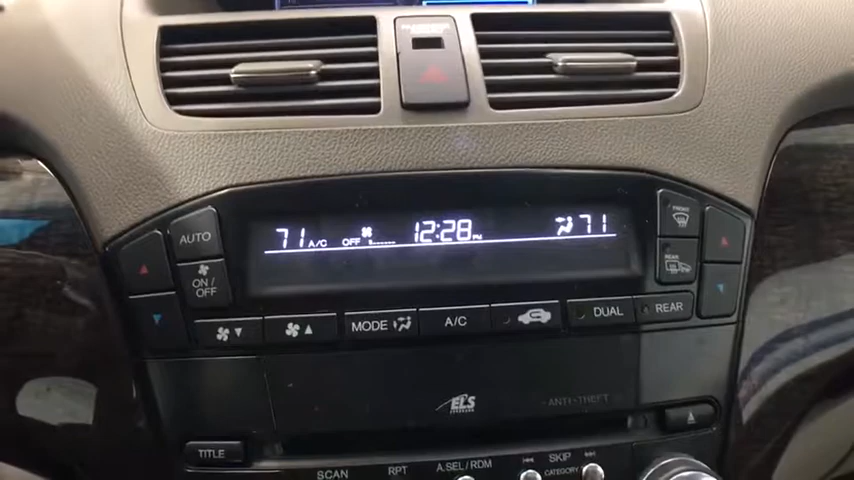 FRONT
AUTO
71 A/C OFF 12:28 PM 71
ON/
OFF
REAR
MODE A/C DUAL REAR
ELS
SURROUND
ANTI-THEFT
TITLE
SCAN RPT A.SEL/RDM SKIP
CATEGORY